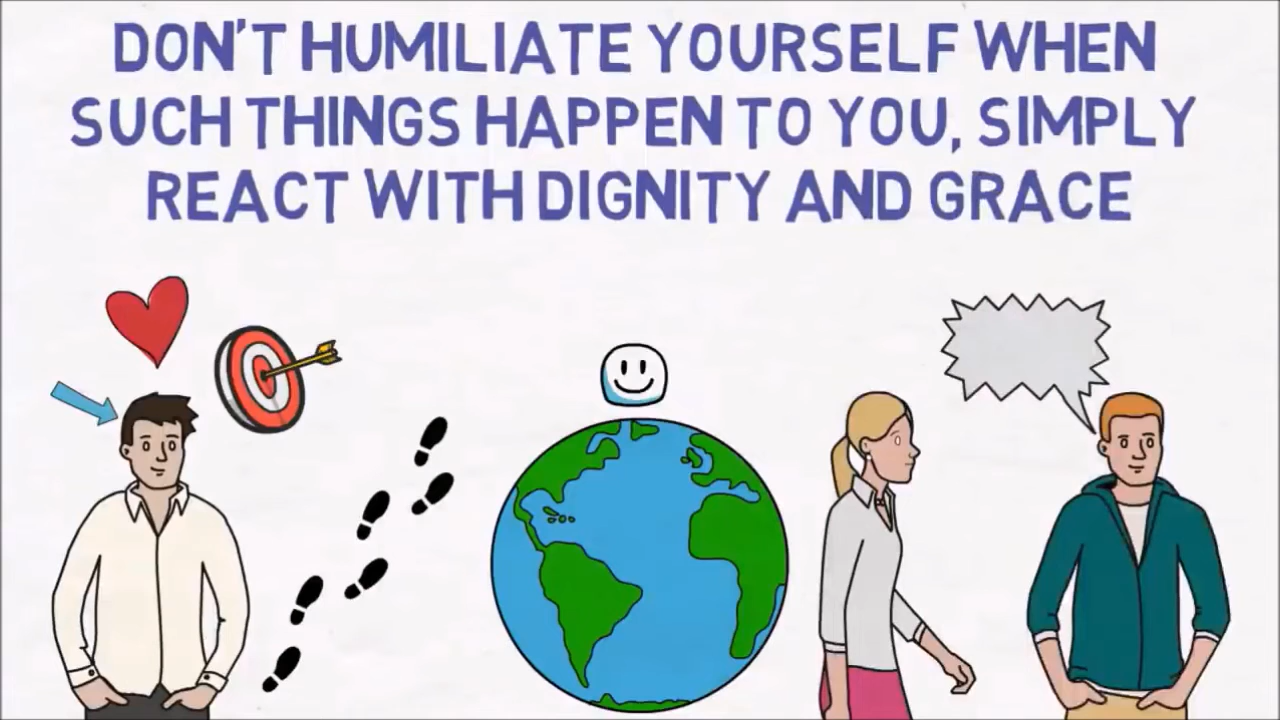 DON'T HUMILIATE YOURSELF WHEN
SUCH THINGS HAPPEN TO YOU, SIMPLY
REACT WITH DIGNITY AND GRACE